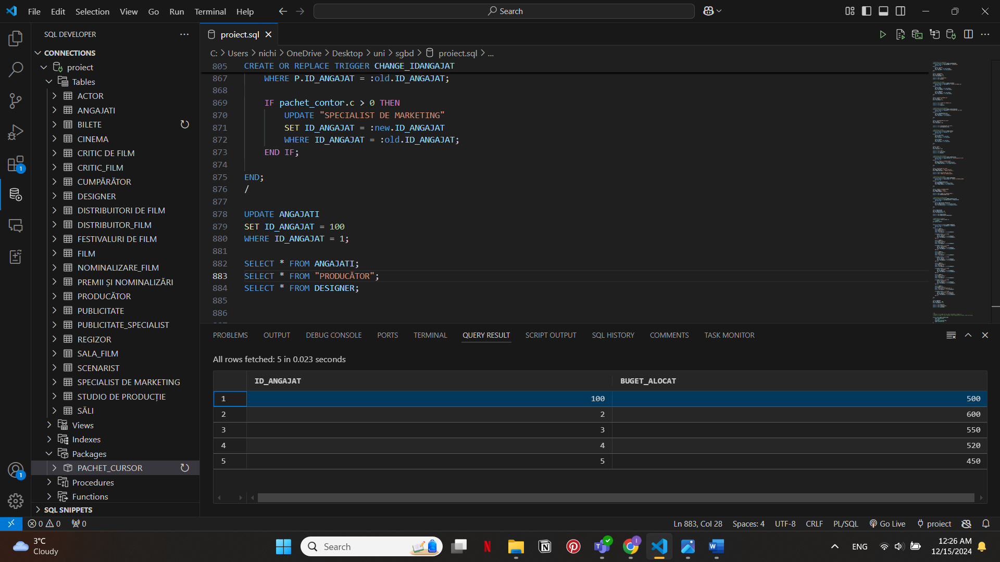 File Edit Selection View Go Run Terminal Help
Search
SQL DEVELOPER
CONNECTIONS
proiect
Tables
ACTOR
ANGAJATI
BILETE
CINEMA
CRITIC DE FILM
CRITIC_FILM
CUMPĂRĂTOR
DESIGNER
DISTRIBUITORI DE FILM
DISTRIBUITOR_FILM
FESTIVALURI DE FILM
FILM
NOMINALIZARE_FILM
PREMII ȘI NOMINALIZĂRI
PRODUCĂTOR
PUBLICITATE
PUBLICITATE_SPECIALIST
REGIZOR
SALA_FILM
SCENARIST
SPECIALIST DE MARKETING
STUDIO DE PRODUCȚIE
SĂLI
Views
Indexes
Packages
PACHET_CURSOR
Procedures
Functions
SQL SNIPPETS
1
1
proiect.sql
C: > Users > nichi > OneDrive > Desktop > uni > sgbd > proiect.sql > ...
805 CREATE OR REPLACE TRIGGER CHANGE_IDANGAJAT
867 WHERE P.ID_ANGAJAT = :old.ID_ANGAJAT;
868
869 IF pachet_contor.c > 0 THEN
870 UPDATE "SPECIALIST DE MARKETING"
871 SET ID_ANGAJAT = :new.ID_ANGAJAT
872 WHERE ID_ANGAJAT = :old.ID_ANGAJAT;
873 END IF;
874
875 END;
876 /
877
878 UPDATE ANGAJATI
879 SET ID_ANGAJAT = 100
880 WHERE ID_ANGAJAT = 1;
881
882 SELECT * FROM ANGAJATI;
883 SELECT * FROM "PRODUCĂTOR";
884 SELECT * FROM DESIGNER;
885
886
PROBLEMS OUTPUT DEBUG CONSOLE PORTS TERMINAL QUERY RESULT SCRIPT OUTPUT SQL HISTORY COMMENTS TASK MONITOR
All rows fetched: 5 in 0.023 seconds
ID_ANGAJAT BUGET_ALOCAT
1 100 500
2 2 600
3 3 550
4 4 520
5 5 450
0 0 0
Ln 883, Col 28 Spaces: 4 UTF-8 CRLF PL/SQL Go Live proiect
3°C
Cloudy
Search
ENG
12:26 AM
12/15/2024